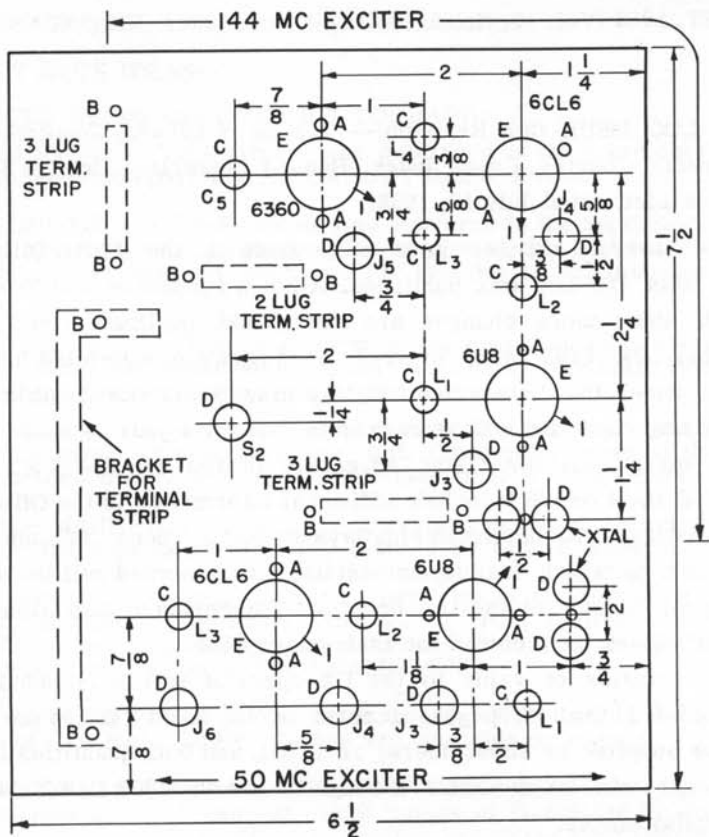 144 MC EXCITER
2
1 1/4
7/8
1
C
6CL6
B
A
E
A
3 LUG
TERM.
STRIP
C
E
L4
3/8
C5
6360
1
3/4
5/8
A
J4
5/8
7 1/2
A
D
J5
C
L3
1
D
B
B
B
3/4
3/8
C
1/2
L2
2 LUG
TERM. STRIP
2 1/4
B
2
6U8
A
C
L1
E
D
1/4
S2
3/4
1/2
1
A
BRACKET
FOR
TERMINAL
STRIP
3 LUG
TERM. STRIP
J3
D
1 1/4
B
B
D
D
XTAL
1
2
1/2
6CL6
A
6U8
1
D
C
C
A
A
1 1/2
L3
E
L2
E
7/8
1
A
1 1/8
D
3/4
D
D
D
C
J6
J4
J3
L1
B
7/8
5/8
3/8
1/2
50 MC EXCITER
6 1/2